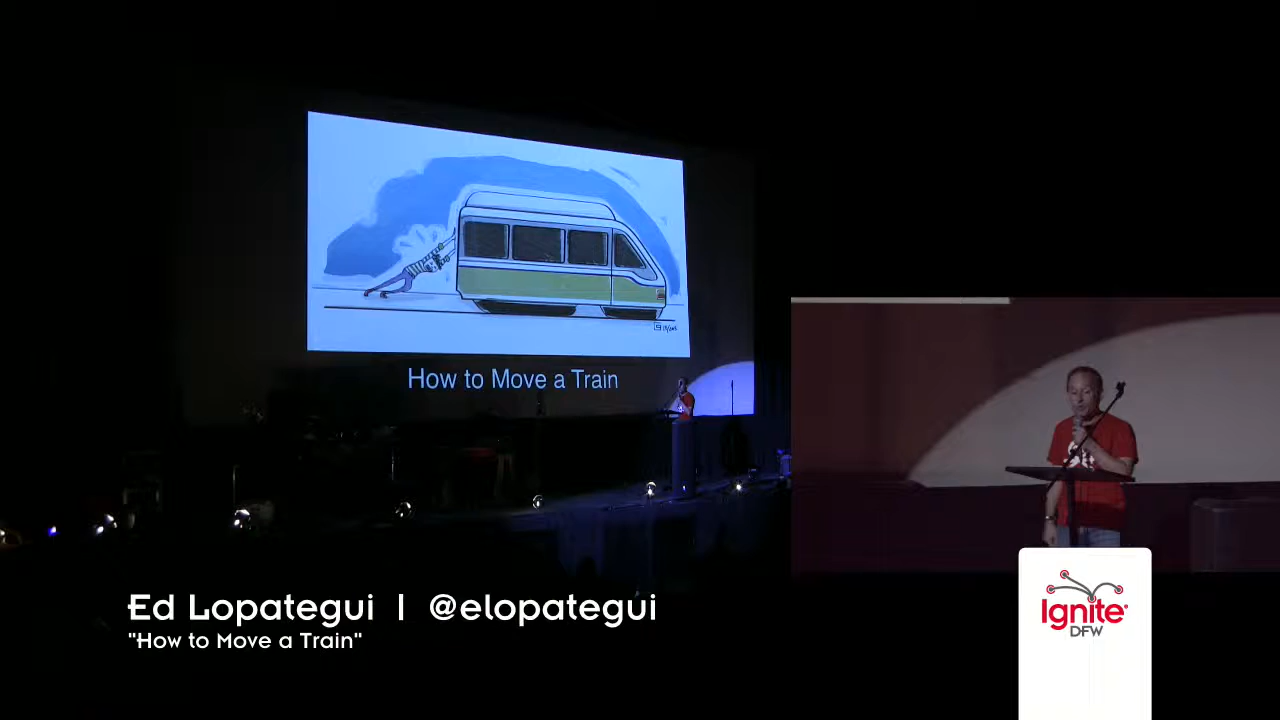 How to Move a Train
Ed Lopategui | @elopategui
"How to Move a Train"
Ignite
DFW